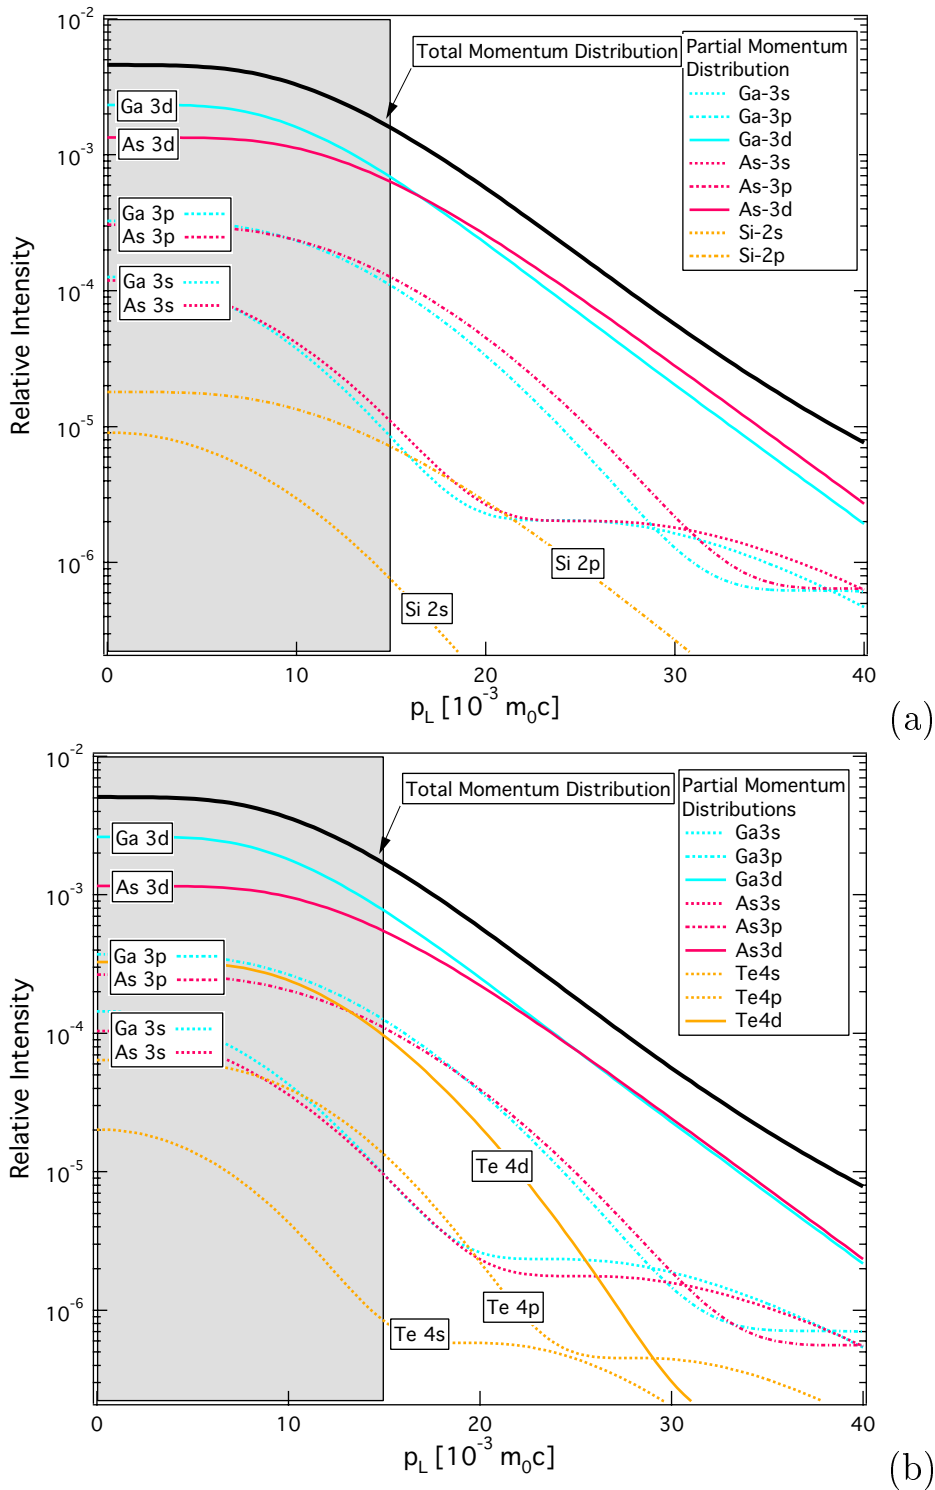 10-2
10-3
10-4
10-5
10-6
Relative Intensity
Total Momentum Distribution
Partial Momentum
Distribution
Ga-3s
Ga-3p
Ga-3d
As-3s
As-3p
As-3d
Si-2s
Si-2p
Ga 3d
As 3d
Ga 3p
As 3p
Ga 3s
As 3s
Si 2p
Si 2s
0 10 20 30 40
pL [10-3 m0c]
(a)
10-2
10-3
10-4
10-5
10-6
Relative Intensity
Total Momentum Distribution
Partial Momentum
Distributions
Ga3s
Ga3p
Ga3d
As3s
As3p
As3d
Te4s
Te4p
Te4d
Ga 3d
As 3d
Ga 3p
As 3p
Ga 3s
As 3s
Te 4d
Te 4p
Te 4s
0 10 20 30 40
pL [10-3 m0c]
(b)